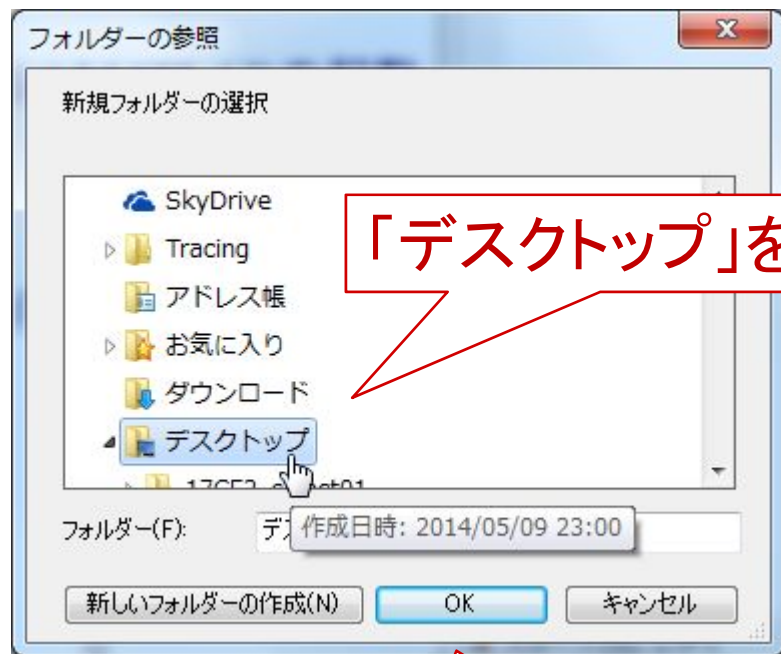 フォルダーの参照
新規フォルダーの選択
SkyDrive
「デスクトップ」を
Tracing
アドレス帳
お気に入り
ダウンロード
デスクトップ
フォルダー(F):
作成日時: 2014/05/09 23:00
新しいフォルダーの作成(N)
OK
キャンセル